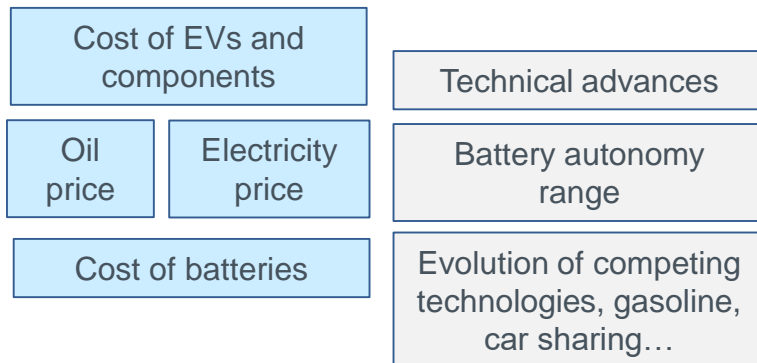 Cost of EVs and
components
Oil
price
Electricity
price
Cost of batteries
Technical advances
Battery autonomy
range
Evolution of competing
technologies, gasoline,
car sharing…